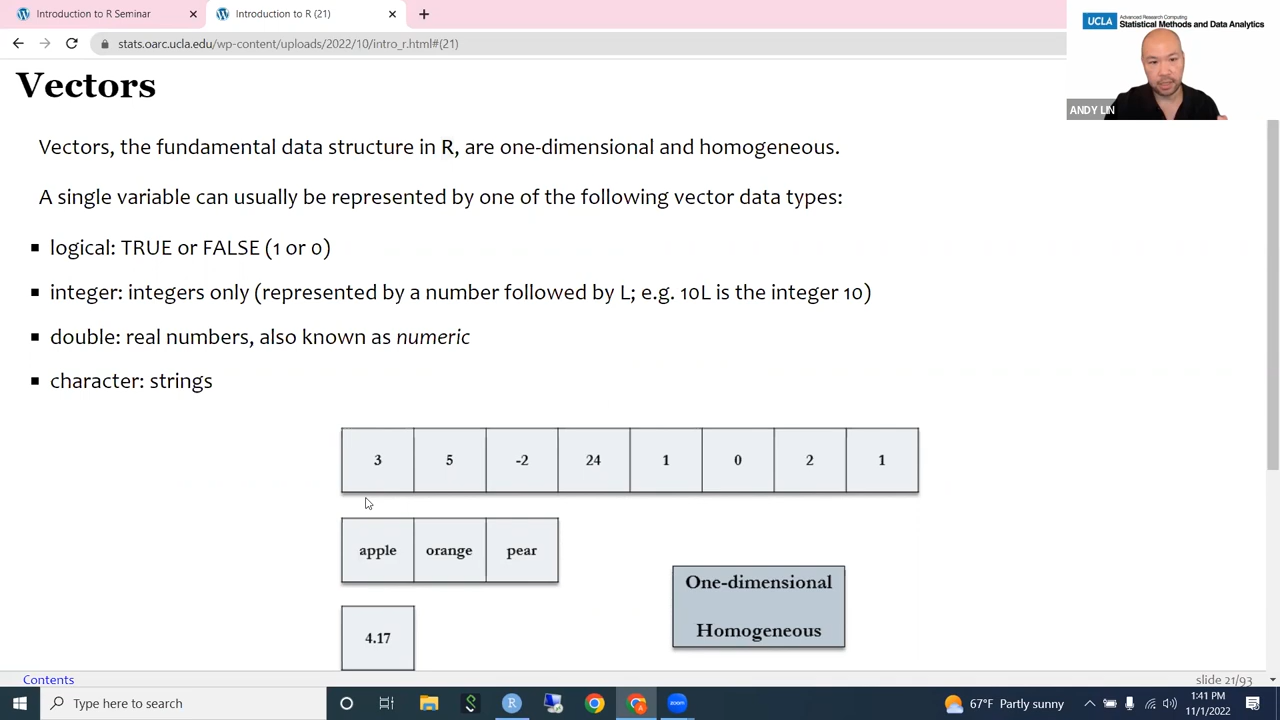 Introduction to R Seminar
Introduction to R (21)
stats.oarc.ucla.edu/wp-content/uploads/2022/10/intro_r.html#(21)
UCLA
Advanced Research Computing
Statistical Methods and Data Analytics
ANDY LIN
Vectors
Vectors, the fundamental data structure in R, are one-dimensional and homogeneous.
A single variable can usually be represented by one of the following vector data types:
▪ logical: TRUE or FALSE (1 or 0)
▪ integer: integers only (represented by a number followed by L; e.g. 10L is the integer 10)
▪ double: real numbers, also known as numeric
▪ character: strings
3 5 -2 24 1 0 2 1
apple orange pear
One-dimensional
Homogeneous
4.17
Contents
slide 21/93
Type here to search
R
zoom
67°F Partly sunny
1:41 PM
11/1/2022